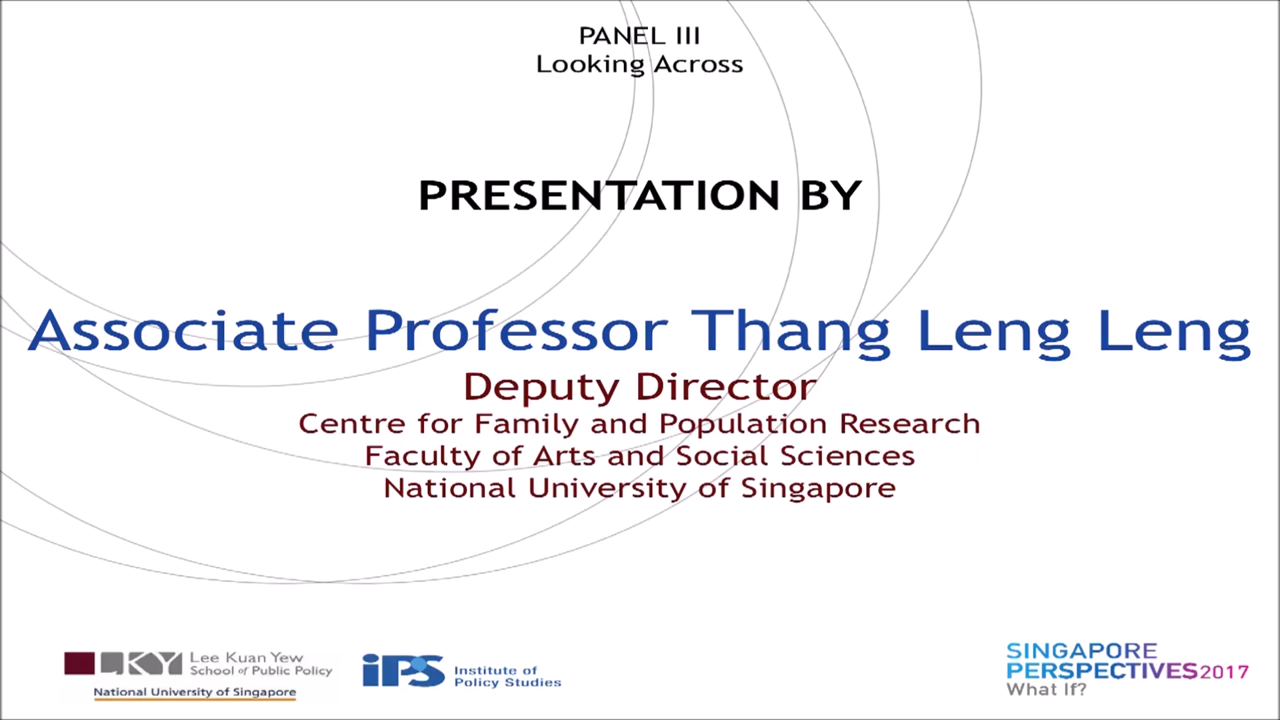 PANEL III
Looking Across
PRESENTATION BY
Associate Professor Thang Leng Leng
Deputy Director
Centre for Family and Population Research
Faculty of Arts and Social Sciences
National University of Singapore
LKY
Lee Kuan Yew
School of Public Policy
National University of Singapore
iPS
Institute of
Policy Studies
SINGAPORE
PERSPECTIVES2017
What If?